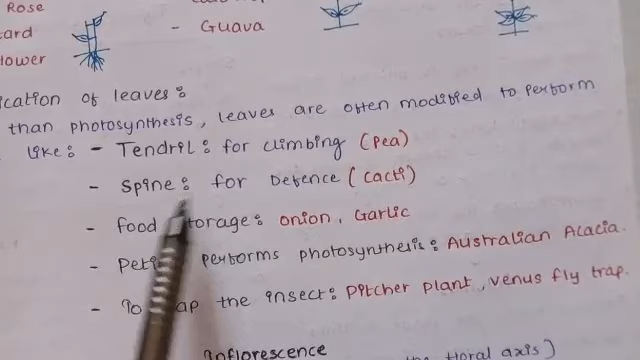 Rose
- Guava
ication of leaves:
than photosynthesis, leaves are often modified to perform
like: - Tendril: for climbing (Pea)
- Spine: for Defence (cacti)
- Food storage: onion, Garlic
- performs photosynthesis: Australian Acacia.
- the insect: Pitcher plant, venus fly trap.
inflorescence
the floral axis)